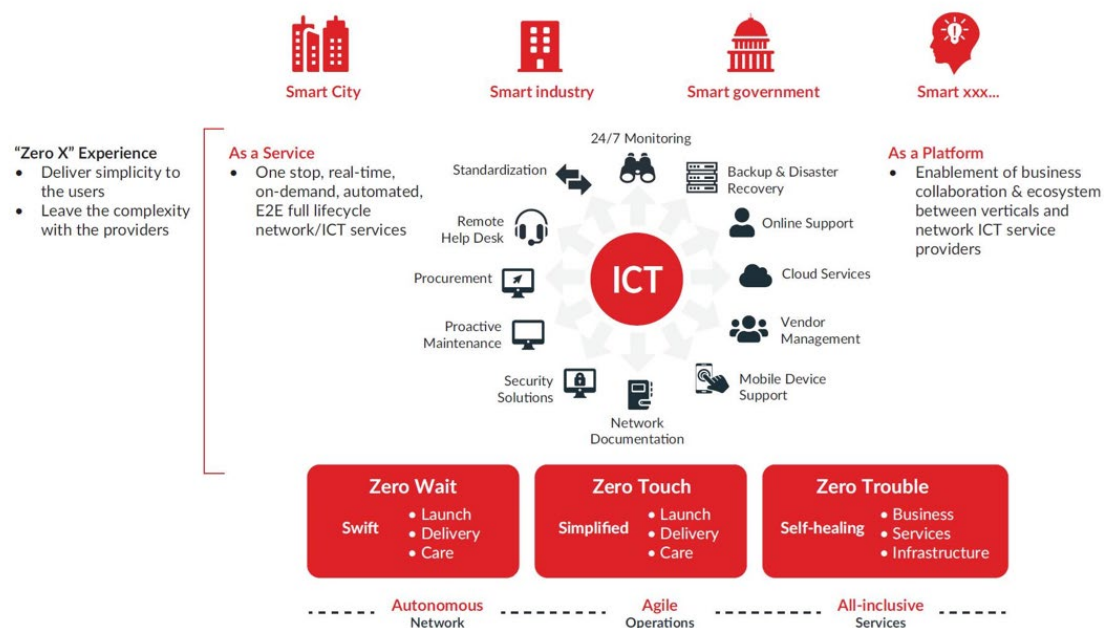 Smart City
Smart industry
Smart government
Smart xxx...
“Zero X” Experience
• Deliver simplicity to
the users
• Leave the complexity
with the providers
As a Service
• One stop, real-time,
on-demand, automated,
E2E full lifecycle
network/ICT services
24/7 Monitoring
Standardization
Backup & Disaster
Recovery
Remote
Help Desk
Online Support
Procurement
ICT
Cloud Services
Proactive
Maintenance
Vendor
Management
Security
Solutions
Mobile Device
Support
Network
Documentation
As a Platform
• Enablement of business
collaboration & ecosystem
between verticals and
network ICT service
providers
Zero Wait
Swift
• Launch
• Delivery
• Care
Zero Touch
Simplified
• Launch
• Delivery
• Care
Zero Trouble
Self-healing
• Business
• Services
• Infrastructure
Autonomous
Network
Agile
Operations
All-inclusive
Services